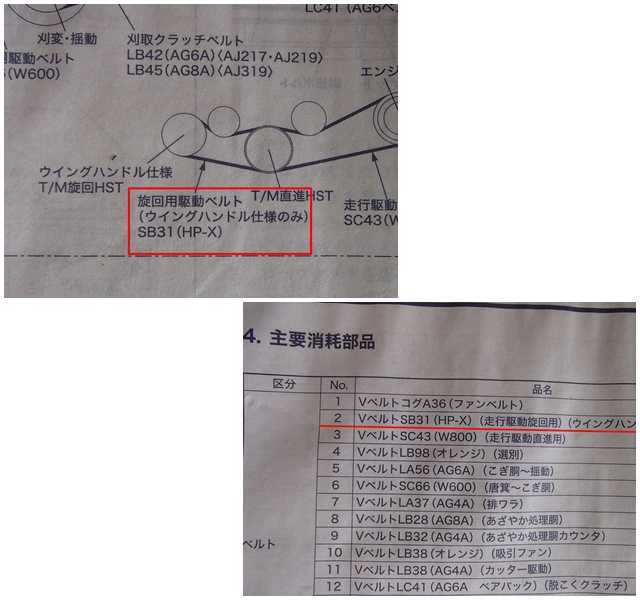 LC41(AG6ベ
刈変・揺動
刈取クラッチベルト
LB42(AG6A)〈AJ217・AJ219〉
LB45(AG8A)〈AJ319〉
駆動ベルト
(W600)
エンジ
ウイングハンドル仕様
T/M旋回HST
旋回用駆動ベルト
(ウイングハンドル仕様のみ)
SB31(HP-X)
T/M直進HST
走行駆動
SC43(W
4. 主要消耗部品
区分 No. 品名
1 VベルトコグA36(ファンベルト)
2 VベルトSB31(HP-X)(走行駆動旋回用)(ウイングハン
3 VベルトSC43(W800)(走行駆動直進用)
4 VベルトLB98(オレンジ)(選別)
5 VベルトLA56(AG6A)(こぎ胴〜揺動)
6 VベルトSC66(W600)(唐箕〜こぎ胴)
7 VベルトLA37(AG4A)(排ワラ)
8 VベルトLB28(AG8A)(あざやか処理胴)
9 VベルトLB32(AG4A)(あざやか処理胴カウンタ)
ベルト
10 VベルトLB38(オレンジ)(吸引ファン)
11 VベルトLB38(AG4A)(カッター駆動)
12 VベルトLC41(AG6A ペアパック)(脱こくクラッチ)